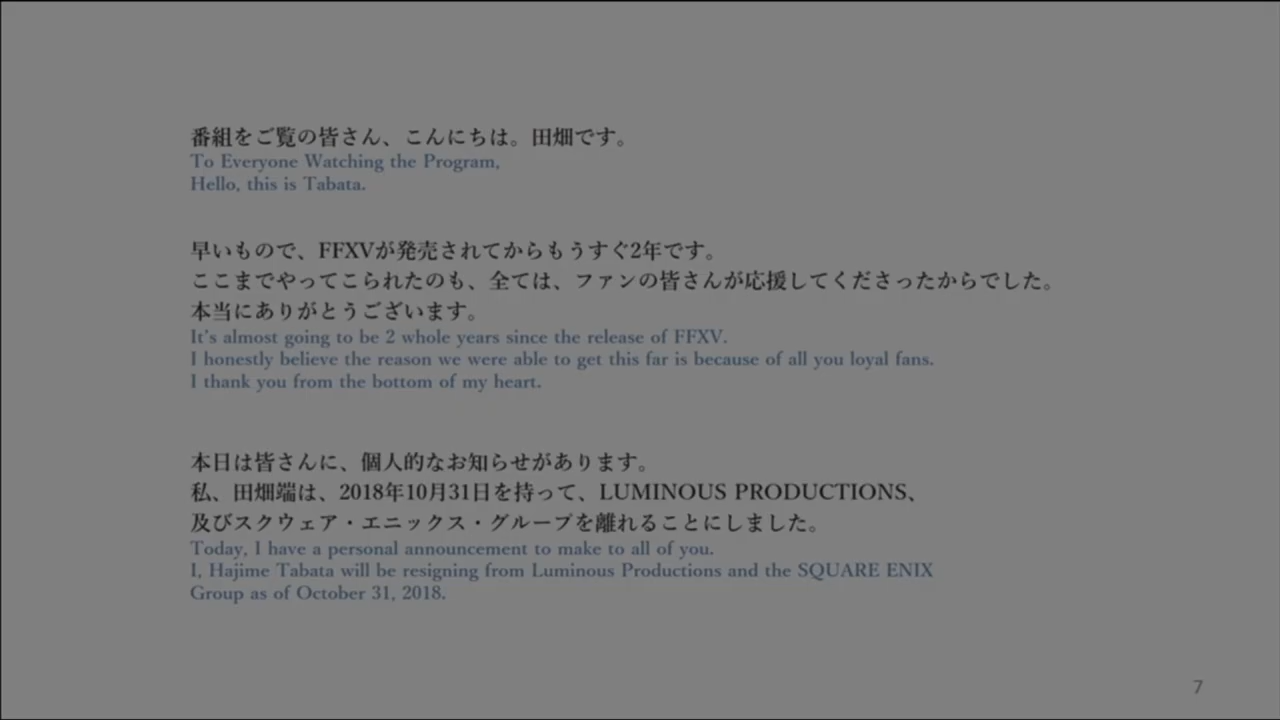 番組をご覧の皆さん、こんにちは。田畑です。
To Everyone Watching the Program,
Hello, this is Tabata.
早いもので、FFXVが発売されてからもうすぐ2年です。
ここまでやってこられたのも、全ては、ファンの皆さんが応援してくださったからでした。
本当にありがとうございます。
It's almost going to be 2 whole years since the release of FFXV.
I honestly believe the reason we were able to get this far is because of all you loyal fans.
I thank you from the bottom of my heart.
本日は皆さんに、個人的なお知らせがあります。
私、田畑端は、2018年10月31日を持って、LUMINOUS PRODUCTIONS、
及びスクウェア・エニックス・グループを離れることにしました。
Today, I have a personal announcement to make to all of you.
I, Hajime Tabata will be resigning from Luminous Productions and the SQUARE ENIX
Group as of October 31, 2018.
7